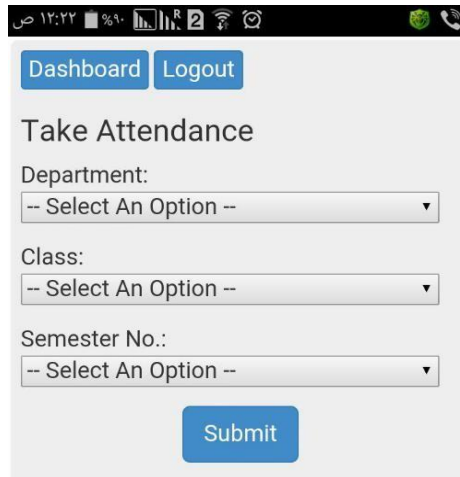 ص ١٢:٢٢ %٩٠ R 2
Dashboard Logout
Take Attendance
Department:
-- Select An Option --
Class:
-- Select An Option --
Semester No.:
-- Select An Option --
Submit